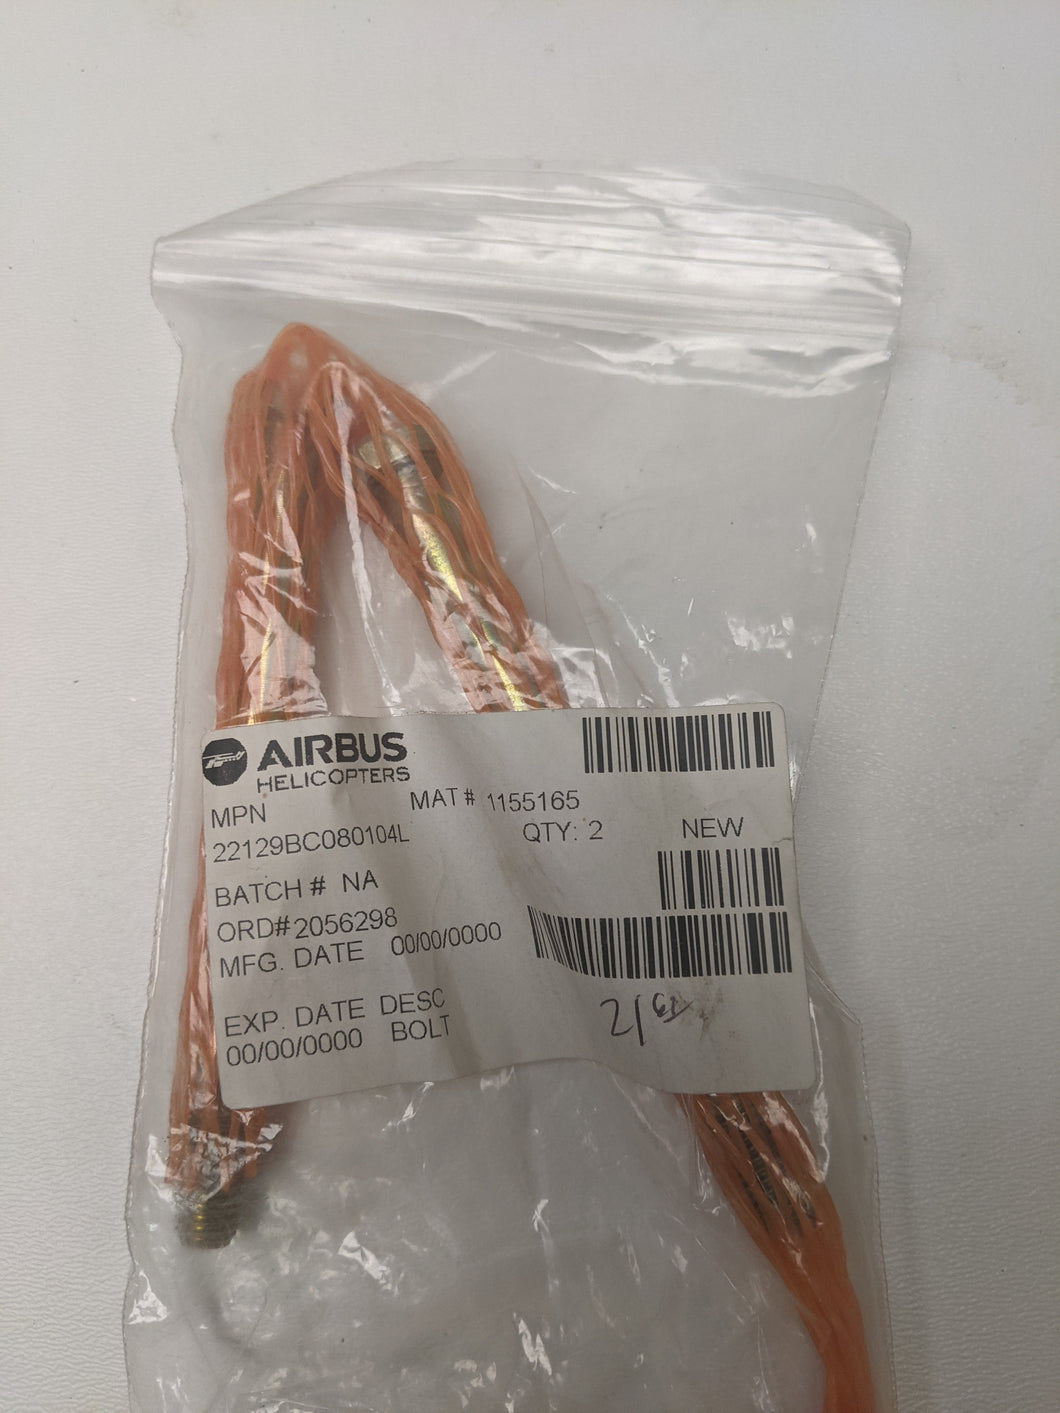 AIRBUS
HELICOPTERS
MPN
MAT# 1155165
22129BC080104L
QTY: 2
NEW
BATCH # NA
ORD#2056298
MFG. DATE 00/00/0000
EXP. DATE DESC
00/00/0000 BOLT